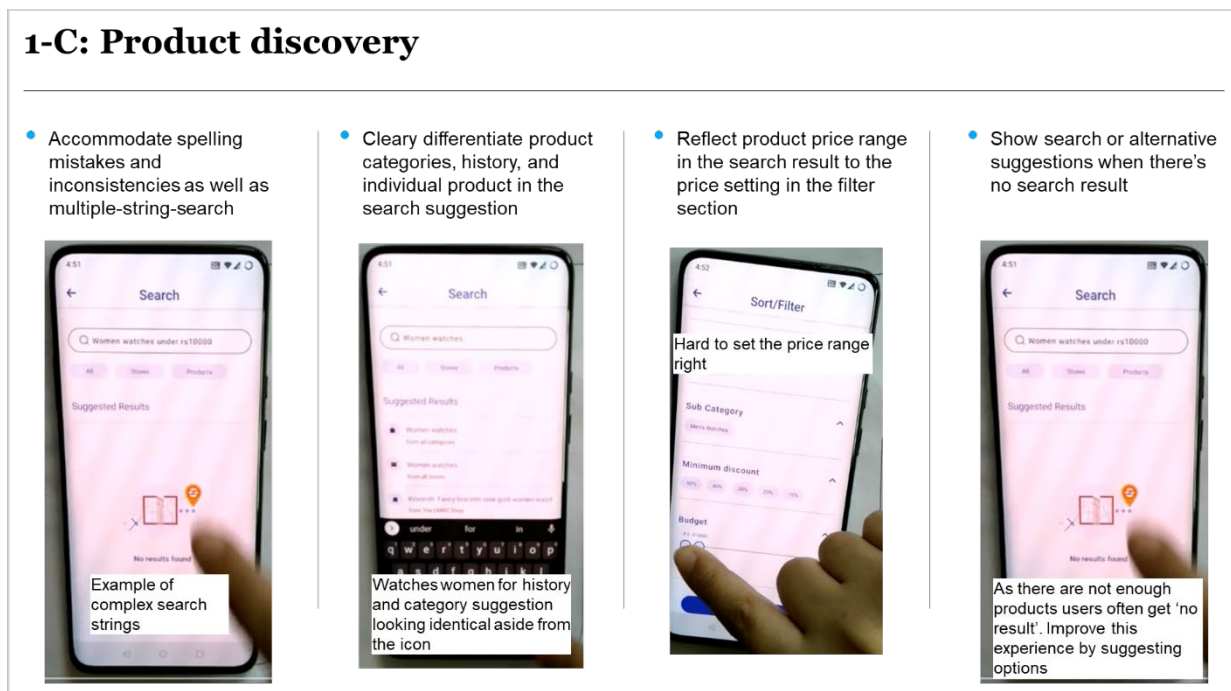 1-C: Product discovery
Accommodate spelling
mistakes and
inconsistencies as well as
multiple-string-search
4:51
Search
Women watches under rs10000
All
Stores
Products
Suggested Results
No results found
Example of
complex search
strings
Cleary differentiate product
categories, history, and
individual product in the
search suggestion
4:51
Search
Women watches
All
Stores
Products
Suggested Results
Women watches
from all categories
Women watches
from all stores
under for in
q w e r t y u i o p
Watches women for history
and category suggestion
looking identical aside from
the icon
Reflect product price range
in the search result to the
price setting in the filter
section
4:52
Sort/Filter
Hard to set the price range
right
Sub Category
Men's Watches
Minimum discount
Budget
Show search or alternative
suggestions when there's
no search result
4:51
Search
Women watches under rs10000
All
Stores
Products
Suggested Results
No results found
As there are not enough
products users often get ‘no
result’. Improve this
experience by suggesting
options